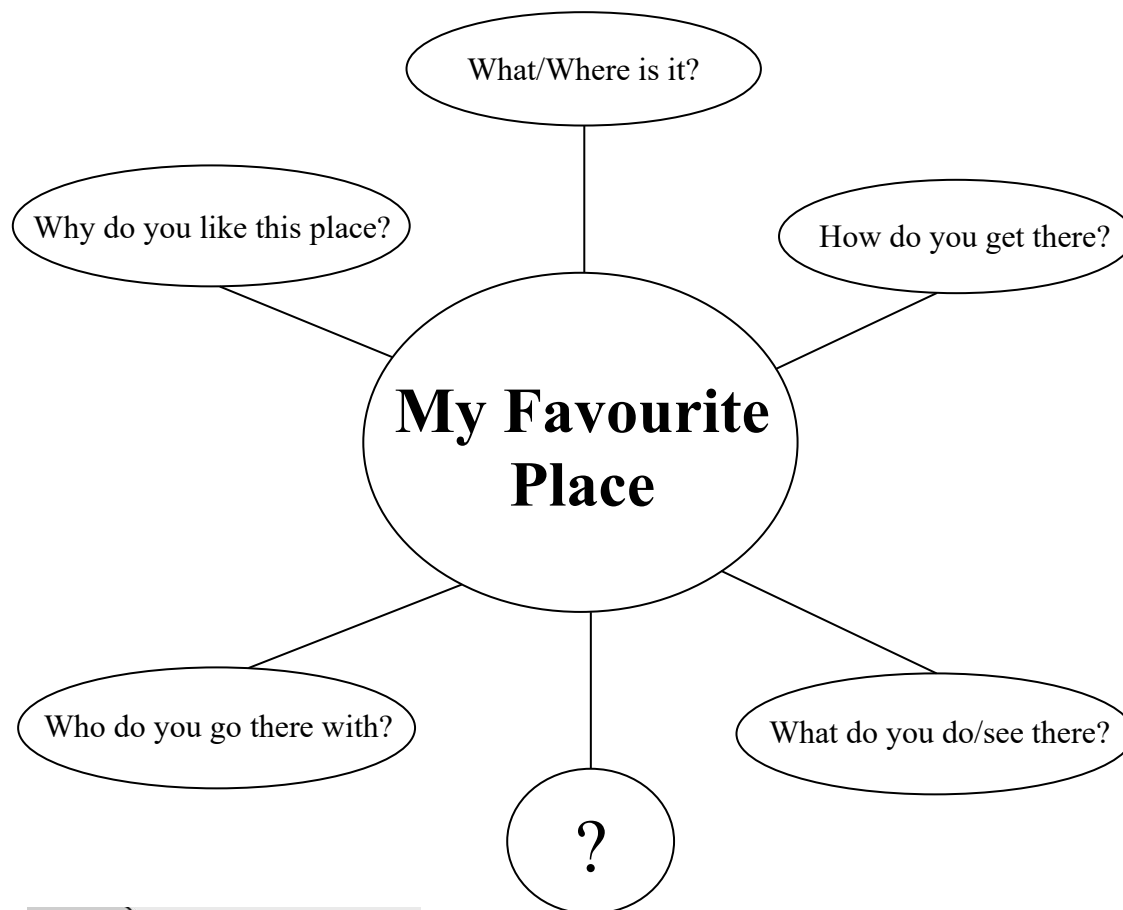 What/Where is it?
Why do you like this place?
How do you get there?
My Favourite
Place
Who do you go there with?
What do you do/see there?
?